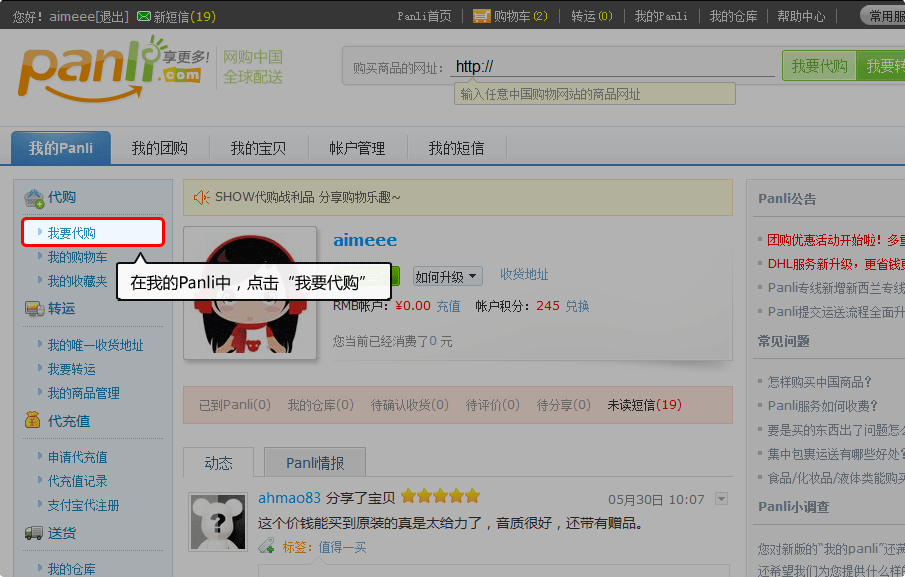 您好！aimeee[退出] 新短信(19) Panli首页 购物车(2) 转运(0) 我的Panli 我的仓库 帮助中心 常用服
panli.com 享更多! 网购中国 全球配送
购买商品的网址： http:// 我要代购 我要转
输入任意中国购物网站的商品网址
我的Panli 我的团购 我的宝贝 帐户管理 我的短信
代购
我要代购
我的购物车
我的收藏夹
在我的Panli中，点击“我要代购”
转运
我的唯一收货地址
我要转运
我的商品管理
代充值
申请代充值
代充值记录
支付宝代注册
送货
我的仓库
SHOW代购战利品 分享购物乐趣~
aimeee
如何升级 收货地址
RMB帐户：¥0.00 充值 帐户积分：245 兑换
您当前已经消费了0 元
已到Panli(0) 我的仓库(0) 待确认收货(0) 待评价(0) 待分享(0) 未读短信(19)
动态 Panli情报
ahmao83 分享了宝贝 05月30日 10:07
这个价钱能买到原装的真是太给力了，音质很好，还带有赠品。
标签：值得一买
Panli公告
团购优惠活动开始啦！多重
DHL服务新升级，更省钱更
Panli专线新增新西兰专线
Panli提交运送流程全面升
常见问题
怎样购买中国商品？
Panli服务如何收费？
要是买的东西出了问题怎么
集中包裹运送有哪些好处？
食品/化妆品/液体类能购买
Panli小调查
您对新版的“我的panli”还满
还希望我们为您提供什么样的